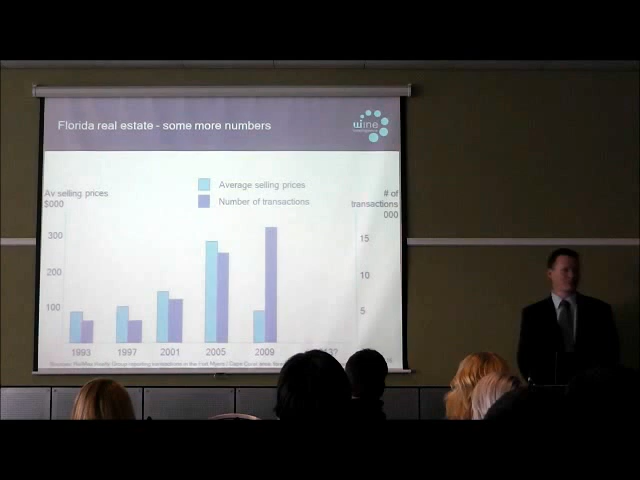 Florida real estate - some more numbers
wine
Av selling prices
$000
Average selling prices
Number of transactions
# of
transactions
000
300
200
100
15
10
5
1993
1997
2001
2005
2009